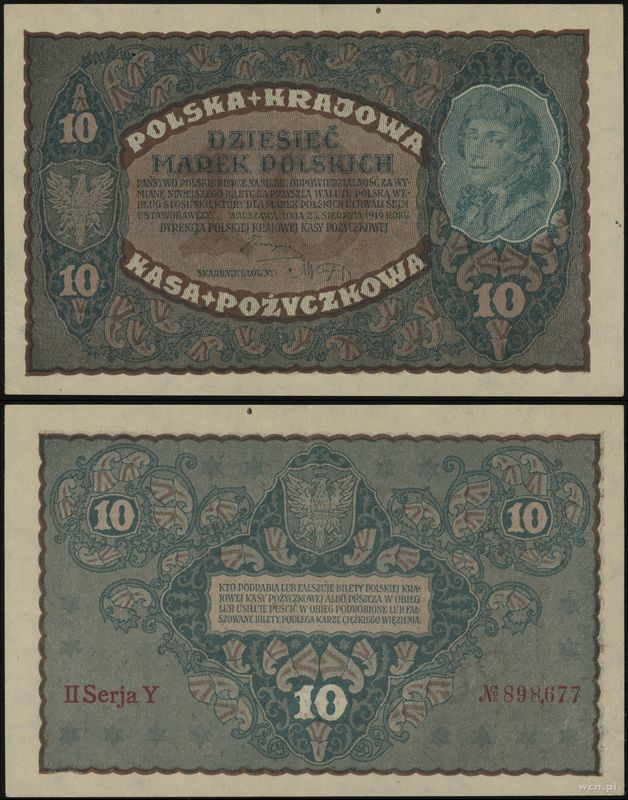 POLSKA+KRAJOWA
10
DZIESIĘĆ
MAREK POLSKICH
PAŃSTWO POLSKIE BIERZE NA SIEBIE ODPOWIEDZIALNOŚĆ ZA WY-
MIANĘ NINIEJSZEGO BILETU NA PRZYSZŁĄ WALUTĘ POLSKĄ WE-
DŁUG STOSUNKU, KTÓRY DLA MAREK POLSKICH UCHWALI SEJM
USTAWODAWCZY. WARSZAWA, DNIA 23. SIERPNIA 1919 ROKU
DYREKCJA POLSKIEJ KRAJOWEJ KASY POŻYCZKOWEJ
SKARBNIK GŁÓWNY:
10
10
KASA+POŻYCZKOWA
10
10
KTO PODRABIA LUB FAŁSZUJE BILETY POLSKIEJ KRA-
JOWEJ KASY POŻYCZKOWEJ ALBO PUSZCZA W OBIEG
LUB USIŁUJE PUŚCIĆ W OBIEG PODROBIONE LUB FAŁ-
SZOWANE BILETY, PODLEGA KARZE CIĘŻKIEGO WIĘZIENIA.
II Serja Y
10
№ 898,677
wcn.pl